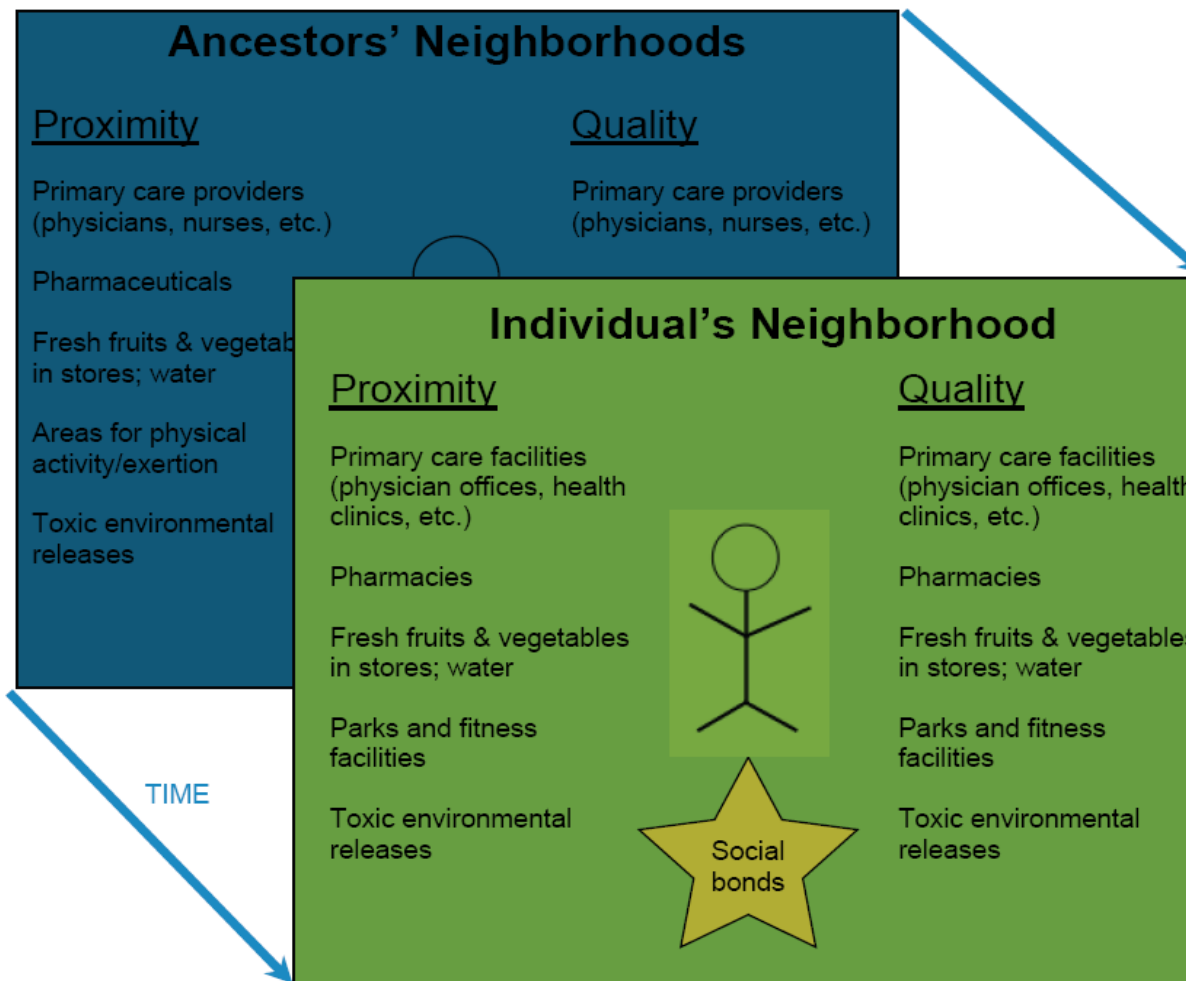 Ancestors’ Neighborhoods
Proximity
Primary care providers
(physicians, nurses, etc.)
Pharmaceuticals
Fresh fruits & vegetab
in stores; water
Areas for physical
activity/exertion
Toxic environmental
releases
Quality
Primary care providers
(physicians, nurses, etc.)
Individual’s Neighborhood
Proximity
Primary care facilities
(physician offices, health
clinics, etc.)
Pharmacies
Fresh fruits & vegetables
in stores; water
Parks and fitness
facilities
Toxic environmental
releases
Social
bonds
Quality
Primary care facilities
(physician offices, health
clinics, etc.)
Pharmacies
Fresh fruits & vegetables
in stores; water
Parks and fitness
facilities
Toxic environmental
releases
TIME